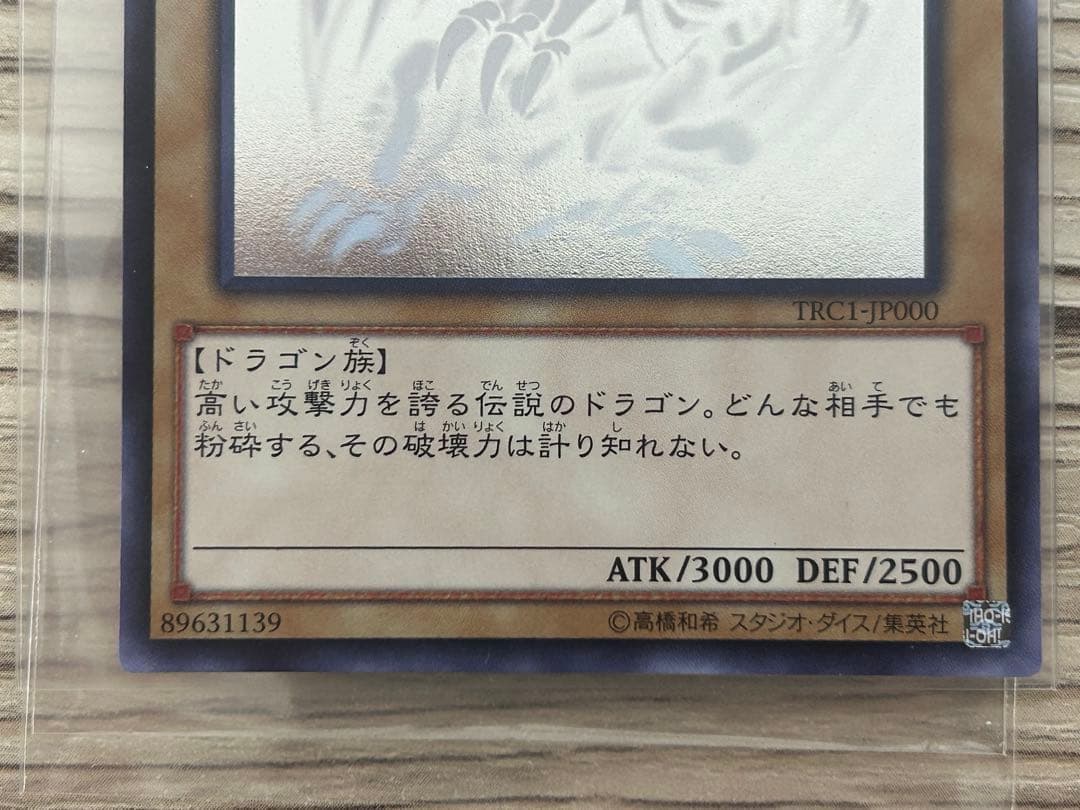 TRC1-JP000
【ドラゴン族】
高い攻撃力を誇る伝説のドラゴン。どんな相手でも
粉砕する、その破壊力は計り知れない。
ATK/3000 DEF/2500
89631139 ©高橋和希 スタジオ・ダイス/集英社